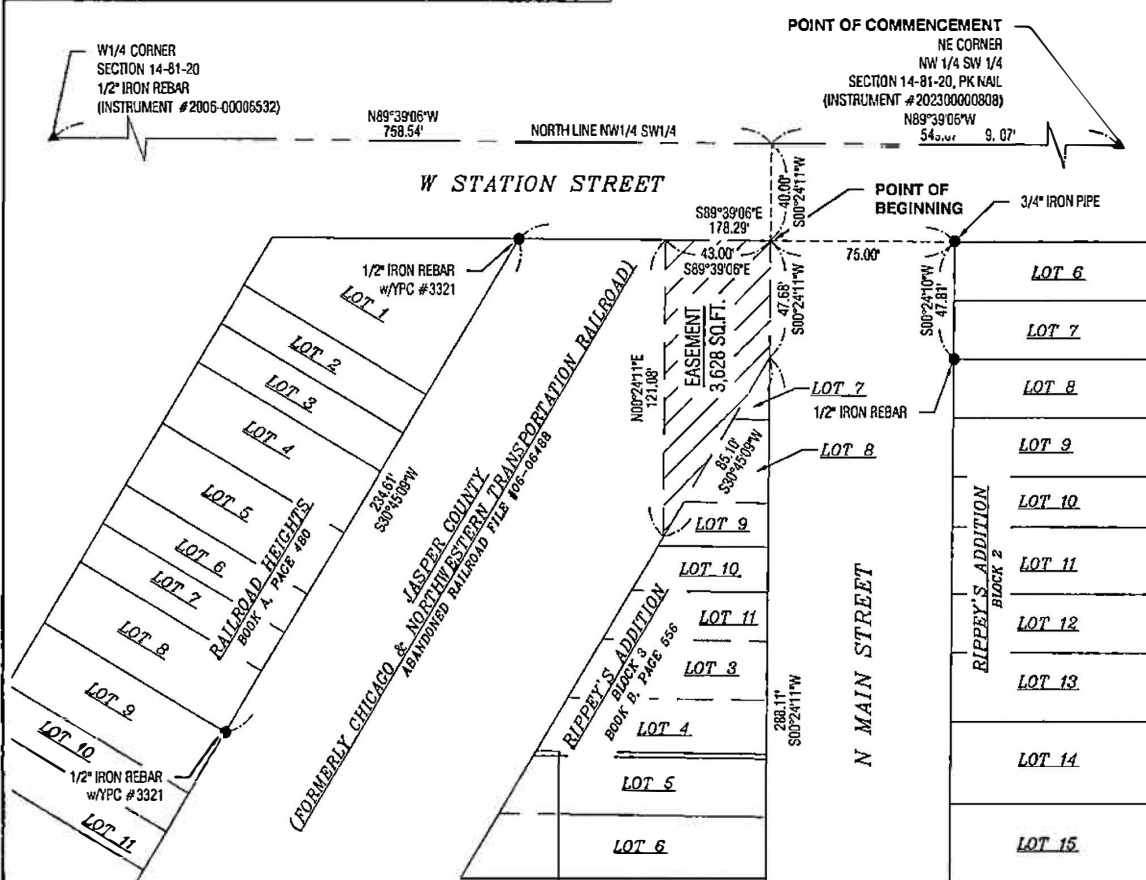 W1/4 CORNER
SECTION 14-81-20
1/2" IRON REBAR
(INSTRUMENT #2006-00006532)
POINT OF COMMENCEMENT
NE CORNER
NW 1/4 SW 1/4
SECTION 14-81-20, PK NAIL
(INSTRUMENT #202300000808)
N89°39'06"W
758.54'
NORTH LINE NW1/4 SW1/4
N89°39'06"W
9.07'
W STATION STREET
40.00'
S00°24'11"W
POINT OF
BEGINNING
3/4" IRON PIPE
S89°39'06"E
178.29'
43.00'
S89°39'06"E
75.00'
1/2" IRON REBAR
w/YPC #3321
47.68'
S00°24'11"W
S00°24'10"W
47.81'
EASEMENT
3,628 SQ.FT.
N00°24'11"E
121.08'
85.10'
S30°45'09"W
1/2" IRON REBAR
LOT 1
LOT 2
LOT 3
LOT 4
LOT 5
LOT 6
LOT 7
LOT 8
LOT 9
LOT 10
LOT 11
RAILROAD HEIGHTS
BOOK A, PAGE 480
234.61'
S30°45'09"W
1/2" IRON REBAR
w/YPC #3321
JASPER COUNTY
(FORMERLY CHICAGO & NORTHWESTERN TRANSPORTATION RAILROAD)
ABANDONED RAILROAD FILE #06-06488
LOT 7
LOT 8
LOT 9
LOT 10
LOT 11
LOT 3
LOT 4
LOT 5
LOT 6
RIPPEY'S ADDITION
BLOCK 3
BOOK B, PAGE 556
288.11'
S00°24'11"W
N MAIN STREET
RIPPEY'S ADDITION
BLOCK 2
LOT 6
LOT 7
LOT 8
LOT 9
LOT 10
LOT 11
LOT 12
LOT 13
LOT 14
LOT 15